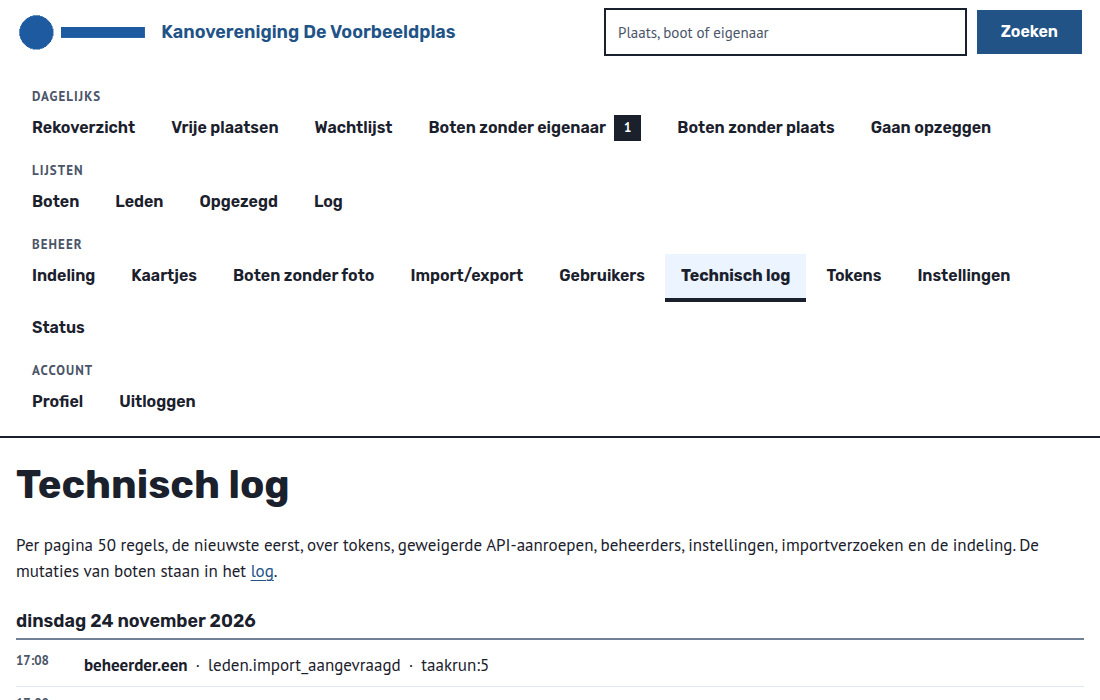 Kanovereniging De Voorbeeldplas
Plaats, boot of eigenaar
Zoeken
DAGELIJKS
Rekoverzicht Vrije plaatsen Wachtlijst Boten zonder eigenaar 1 Boten zonder plaats Gaan opzeggen
LIJSTEN
Boten Leden Opgezegd Log
BEHEER
Indeling Kaartjes Boten zonder foto Import/export Gebruikers Technisch log Tokens Instellingen
Status
ACCOUNT
Profiel Uitloggen
Technisch log
Per pagina 50 regels, de nieuwste eerst, over tokens, geweigerde API-aanroepen, beheerders, instellingen, importverzoeken en de indeling. De
mutaties van boten staan in het log.
dinsdag 24 november 2026
17:08 beheerder.een · leden.import_aangevraagd · taakrun:5